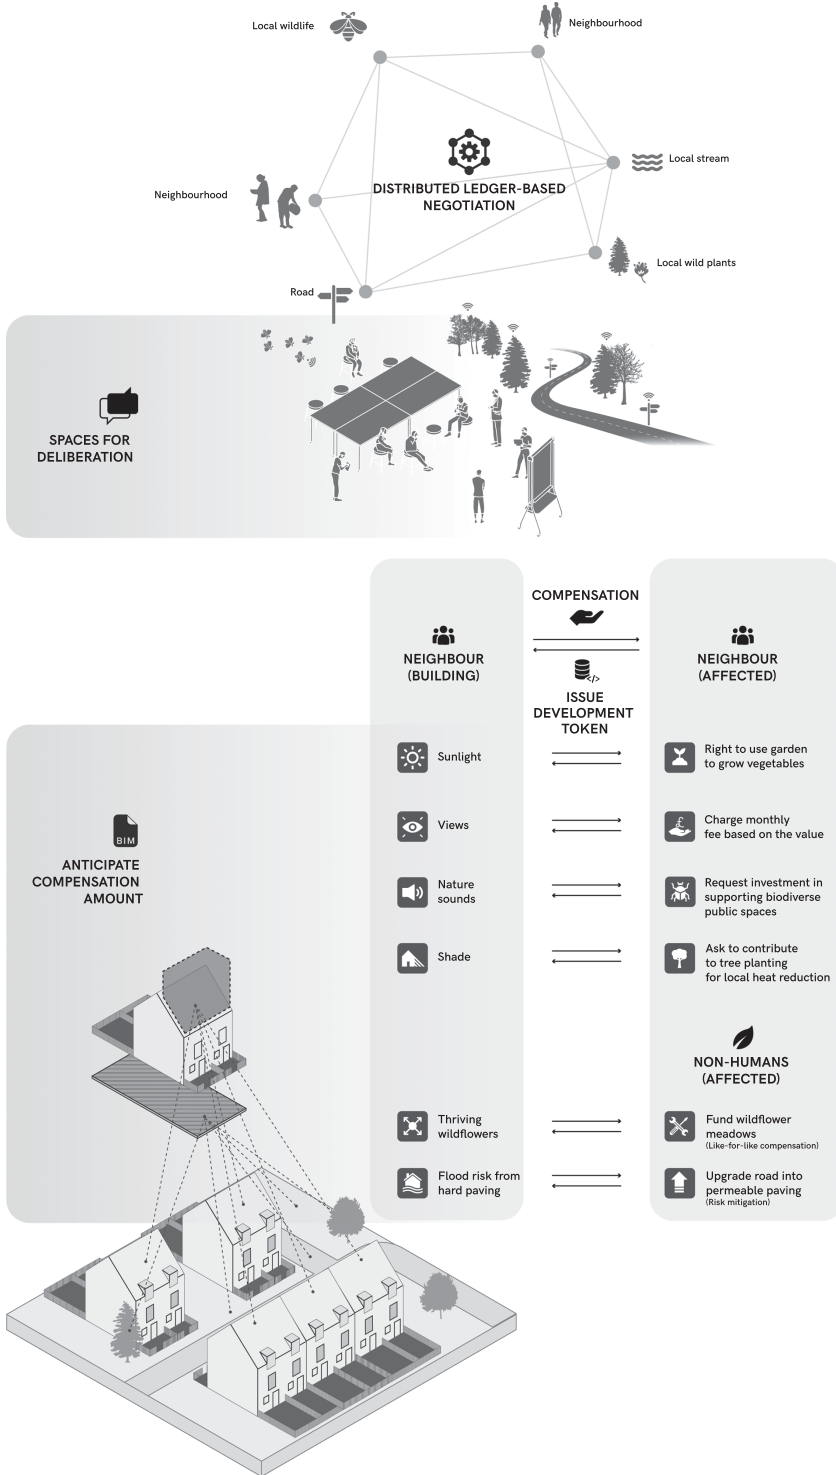 Local wildlife
Neighbourhood
Local stream
DISTRIBUTED LEDGER-BASED
NEGOTIATION
Neighbourhood
Local wild plants
Road
SPACES FOR
DELIBERATION
COMPENSATION
NEIGHBOUR
(BUILDING)
NEIGHBOUR
(AFFECTED)
</>
ISSUE
DEVELOPMENT
TOKEN
Sunlight
Right to use garden
to grow vegetables
BIM
ANTICIPATE
COMPENSATION
AMOUNT
Views
£
Charge monthly
fee based on the value
Nature
sounds
Request investment in
supporting biodiverse
public spaces
Shade
Ask to contribute
to tree planting
for local heat reduction
NON-HUMANS
(AFFECTED)
Thriving
wildflowers
Fund wildflower
meadows
(Like-for-like compensation)
Flood risk from
hard paving
Upgrade road into
permeable paving
(Risk mitigation)